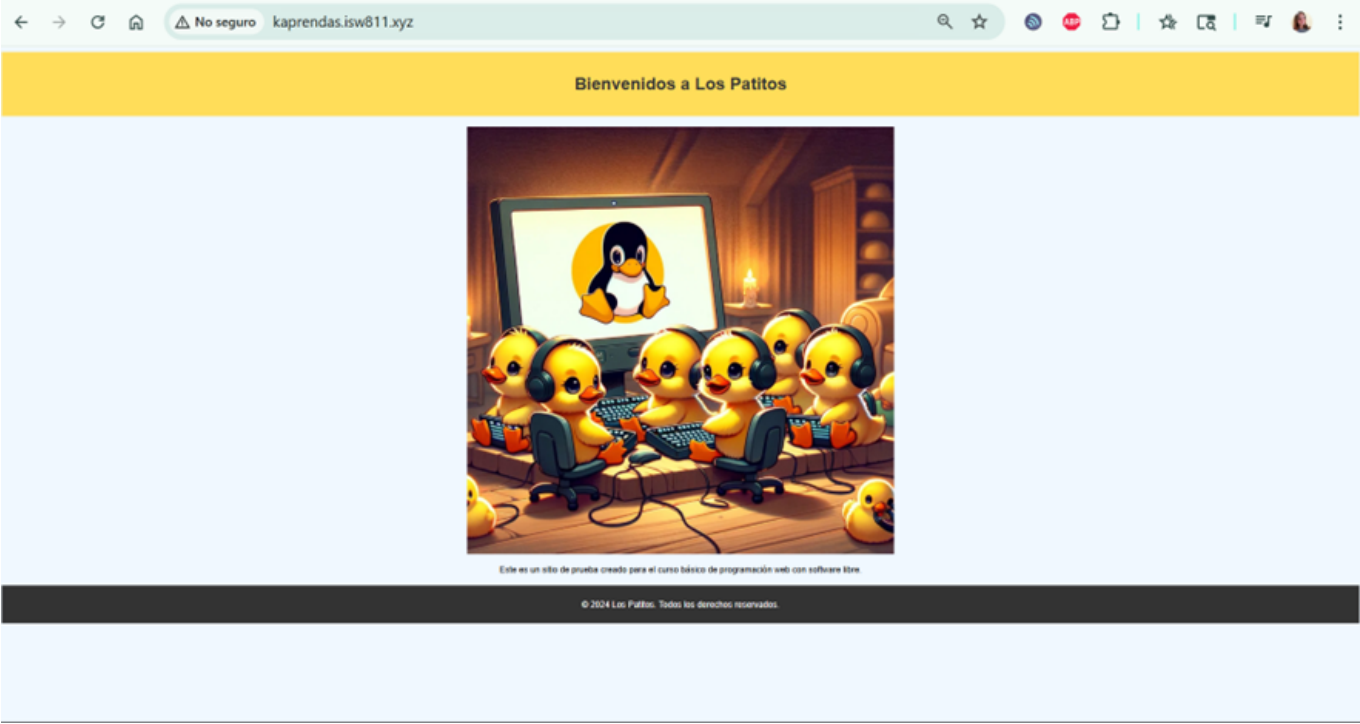 No seguro
kaprendas.isw811.xyz
ABP
Bienvenidos a Los Patitos
Este es un sitio de prueba creado para el curso básico de programación web con software libre.
© 2024 Los Patitos. Todos los derechos reservados.